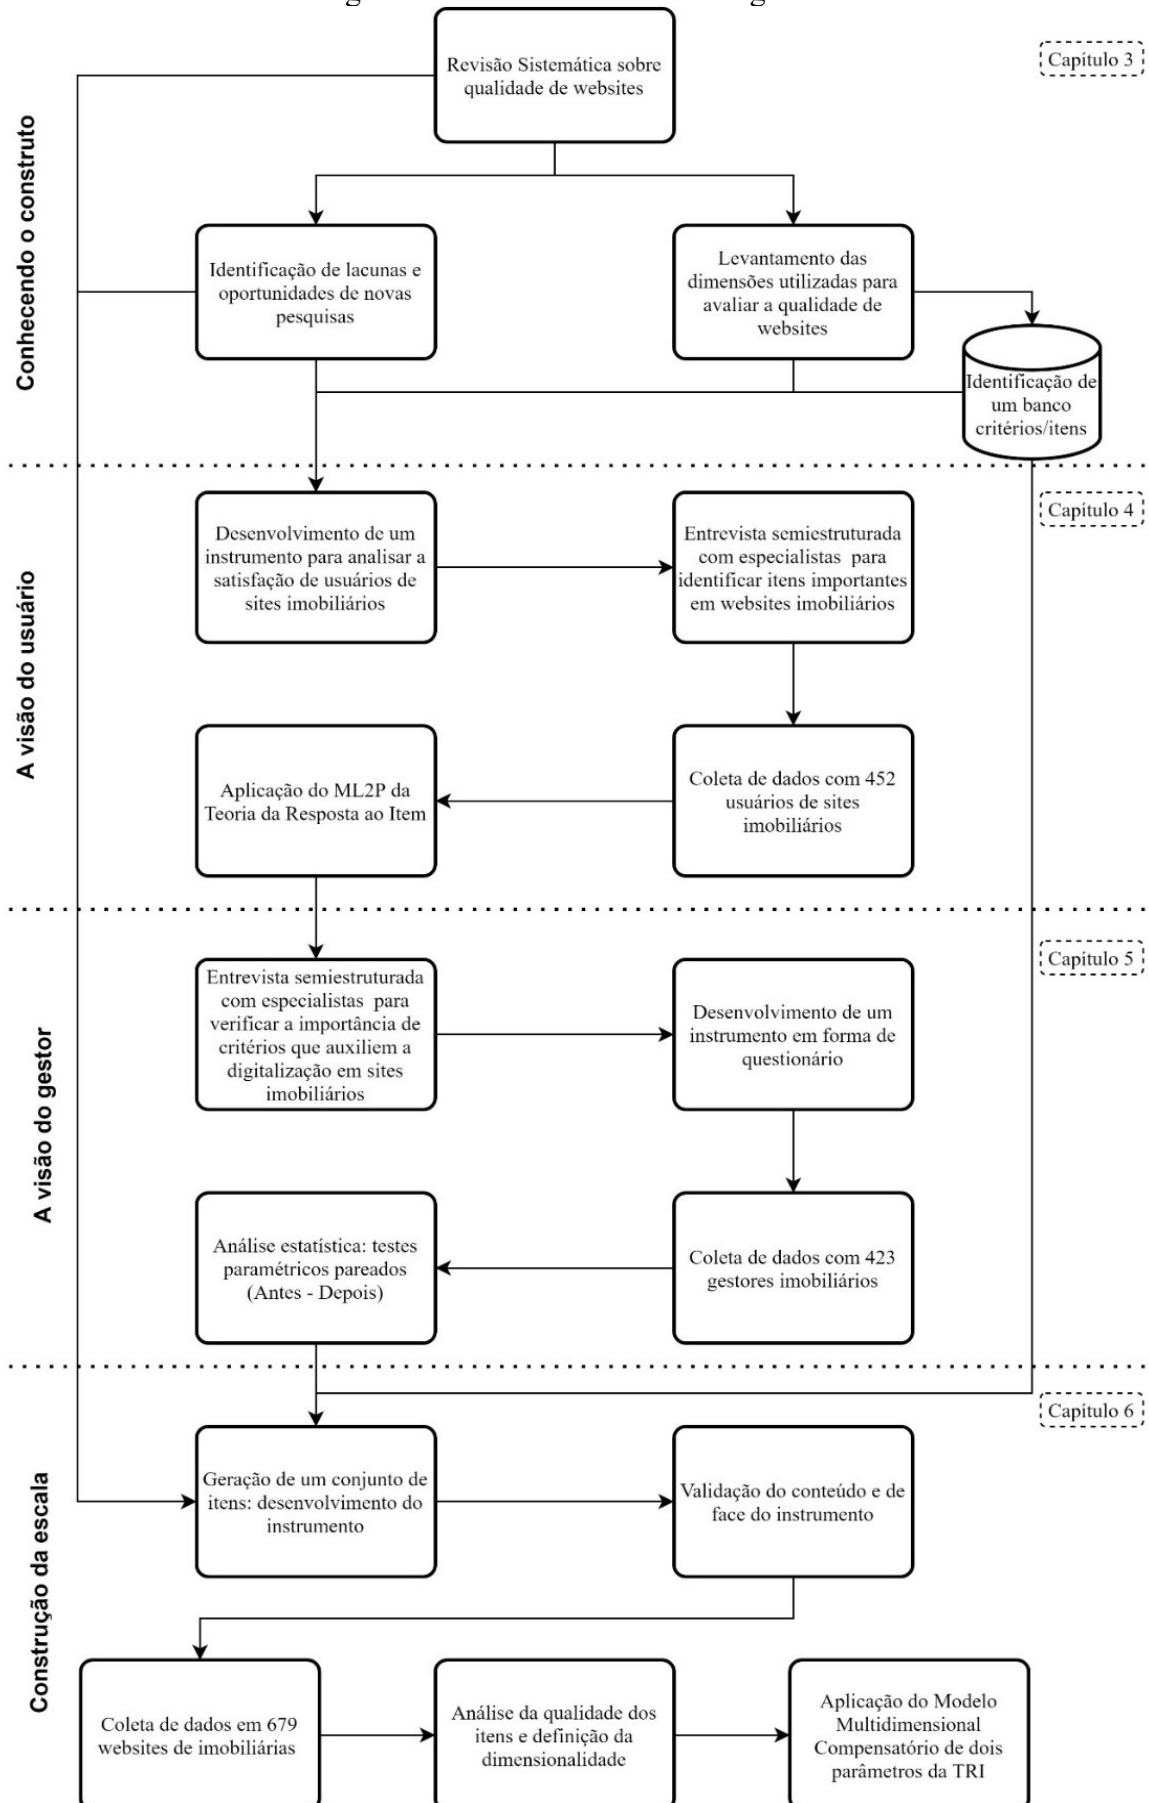 Revisão Sistemática sobre
qualidade de websites
Capítulo 3
Conhecendo o construto
Identificação de lacunas e
oportunidades de novas
pesquisas
Levantamento das
dimensões utilizadas para
avaliar a qualidade de
websites
Identificação de
um banco
critérios/itens
Capítulo 4
A visão do usuário
Desenvolvimento de um
instrumento para analisar a
satisfação de usuários de
sites imobiliários
Entrevista semiestruturada
com especialistas para
identificar itens importantes
em websites imobiliários
Aplicação do ML2P da
Teoria da Resposta ao Item
Coleta de dados com 452
usuários de sites
imobiliários
Capítulo 5
A visão do gestor
Entrevista semiestruturada
com especialistas para
verificar a importância de
critérios que auxiliem a
digitalização em sites
imobiliários
Desenvolvimento de um
instrumento em forma de
questionário
Análise estatística: testes
paramétricos pareados
(Antes - Depois)
Coleta de dados com 423
gestores imobiliários
Capítulo 6
Construção da escala
Geração de um conjunto de
itens: desenvolvimento do
instrumento
Validação do conteúdo e de
face do instrumento
Coleta de dados em 679
websites de imobiliárias
Análise da qualidade dos
itens e definição da
dimensionalidade
Aplicação do Modelo
Multidimensional
Compensatório de dois
parâmetros da TRI